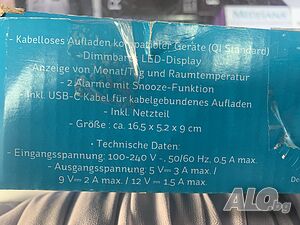 MEDISANA
- Kabelloses Aufladen kompatibler Geräte (QI Standard)
- Dimmbares LED-Display
- Anzeige von Monat/Tag und Raumtemperatur
- 2 Alarme mit Snooze-Funktion
- Inkl. USB-C Kabel für kabelgebundenes Aufladen
- Inkl. Netzteil
- Größe : ca. 16,5 x 5,2 x 9 cm
• Technische Daten:
- Eingangsspannung: 100-240 V~, 50/60 Hz, 0.5 A max.
- Ausgangsspannung: 5 V⎓ 3 A max./
9 V⎓ 2 A max./ 12 V⎓ 1,5 A max.
ALO.bg